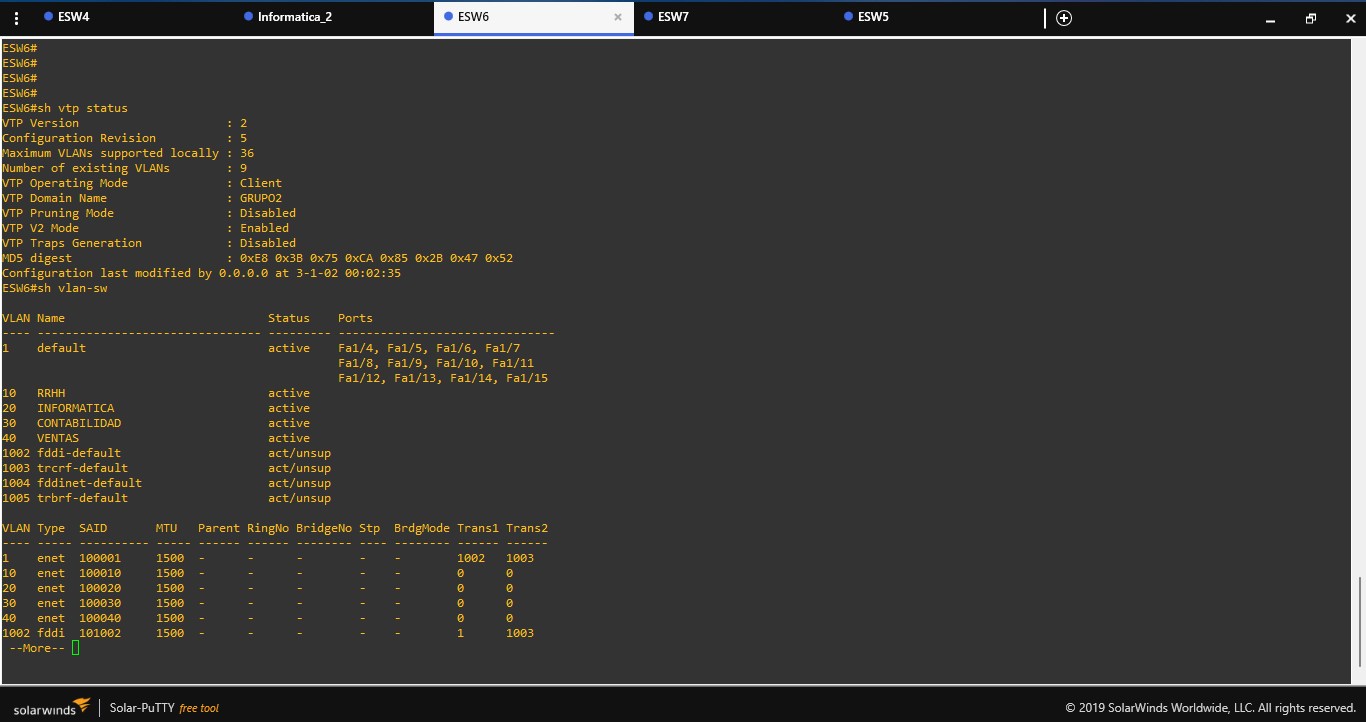 ESW4 Informatica_2 ESW6 ESW7 ESW5
ESW6#
ESW6#
ESW6#
ESW6#
ESW6#sh vtp status
VTP Version                     : 2
Configuration Revision          : 5
Maximum VLANs supported locally : 36
Number of existing VLANs        : 9
VTP Operating Mode              : Client
VTP Domain Name                 : GRUPO2
VTP Pruning Mode                : Disabled
VTP V2 Mode                     : Enabled
VTP Traps Generation            : Disabled
MD5 digest                      : 0xE8 0x3B 0x75 0xCA 0x85 0x2B 0x47 0x52
Configuration last modified by 0.0.0.0 at 3-1-02 00:02:35
ESW6#sh vlan-sw
VLAN Name                             Status    Ports
---- -------------------------------- --------- -------------------------------
1    default                          active    Fa1/4, Fa1/5, Fa1/6, Fa1/7
                                                Fa1/8, Fa1/9, Fa1/10, Fa1/11
                                                Fa1/12, Fa1/13, Fa1/14, Fa1/15
10   RRHH                             active
20   INFORMATICA                      active
30   CONTABILIDAD                     active
40   VENTAS                           active
1002 fddi-default                     act/unsup
1003 trcrf-default                    act/unsup
1004 fddinet-default                  act/unsup
1005 trbrf-default                    act/unsup
VLAN Type  SAID       MTU   Parent RingNo BridgeNo Stp  BrdgMode Trans1 Trans2
---- ----- ---------- ----- ------ ------ -------- ---- -------- ------ ------
1    enet  100001     1500  -      -      -        -    -        1002   1003
10   enet  100010     1500  -      -      -        -    -        0      0
20   enet  100020     1500  -      -      -        -    -        0      0
30   enet  100030     1500  -      -      -        -    -        0      0
40   enet  100040     1500  -      -      -        -    -        0      0
1002 fddi  101002     1500  -      -      -        -    -        1      1003
 --More--
solarwinds Solar-PuTTY free tool © 2019 SolarWinds Worldwide, LLC. All rights reserved.